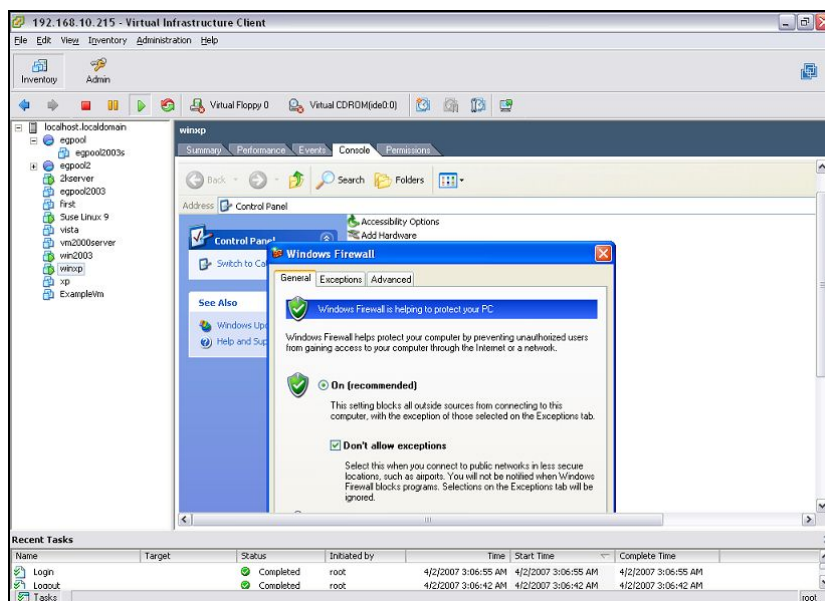 192.168.10.215 - Virtual Infrastructure Client
File Edit View Inventory Administration Help
Inventory Admin
Virtual Floppy 0 Virtual CDROM(ide0:0)
localhost.localdomain
egpool
egpool2003s
egpool2
2kserver
egpool2003
first
Suse Linux 9
vista
vm2000server
win2003
winxp
xp
ExampleVm
winxp
Summary Performance Events Console Permissions
Back Search Folders
Address Control Panel
Control Panel
Switch to Ca
See Also
Windows Upd
Help and Sup
Accessibility Options
Add Hardware
Windows Firewall
General Exceptions Advanced
Windows Firewall is helping to protect your PC
Windows Firewall helps protect your computer by preventing unauthorized users
from gaining access to your computer through the Internet or a network.
On (recommended)
This setting blocks all outside sources from connecting to this
computer, with the exception of those selected on the Exceptions tab.
Don't allow exceptions
Select this when you connect to public networks in less secure
locations, such as airports. You will not be notified when Windows
Firewall blocks programs. Selections on the Exceptions tab will be
ignored.
Recent Tasks
Name Target Status Initiated by Time Start Time Complete Time
Login Completed root 4/2/2007 3:06:55 AM 4/2/2007 3:06:55 AM 4/2/2007 3:06:55 AM
Logout Completed root 4/2/2007 3:06:42 AM 4/2/2007 3:06:42 AM 4/2/2007 3:06:42 AM
Tasks root